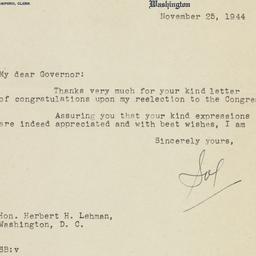 Washington
November 25, 1944
My dear Governor:
Thanks very much for your kind letter
of congratulations upon my reelection to the Congre
Assuring you that your kind expressions
are indeed appreciated and with best wishes, I am
Sincerely yours,
Sol
Hon. Herbert H. Lehman,
Washington, D. C.
SB:v